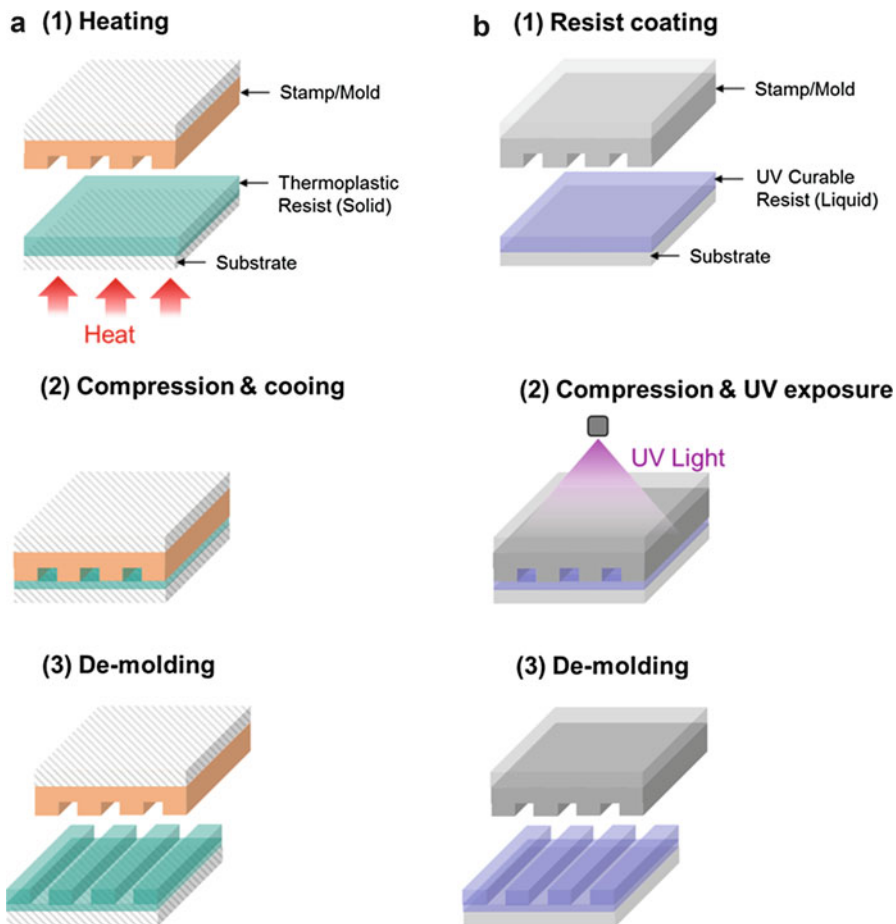 a (1) Heating
Stamp/Mold
Thermoplastic
Resist (Solid)
Substrate
Heat
(2) Compression & cooing
(3) De-molding
b (1) Resist coating
Stamp/Mold
UV Curable
Resist (Liquid)
Substrate
(2) Compression & UV exposure
UV Light
(3) De-molding